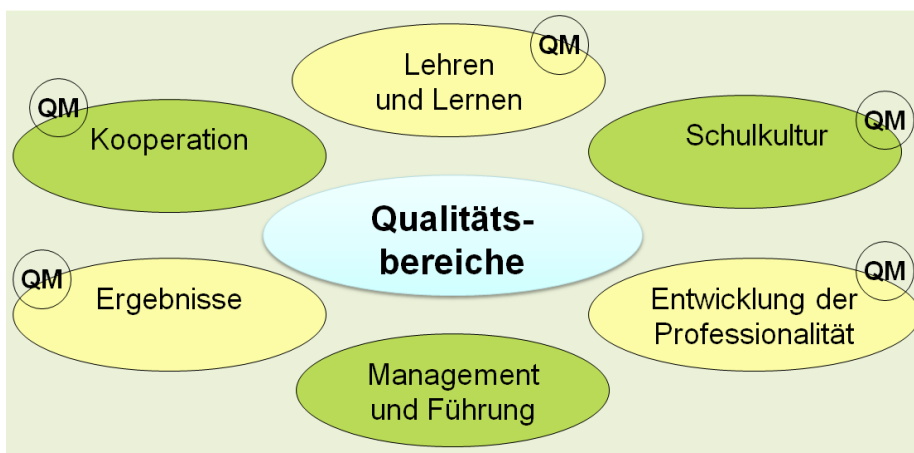 QM
Lehren
und Lernen
QM
Kooperation
QM
Schulkultur
Qualitäts-
bereiche
QM
Ergebnisse
QM
Entwicklung der
Professionalität
Management
und Führung